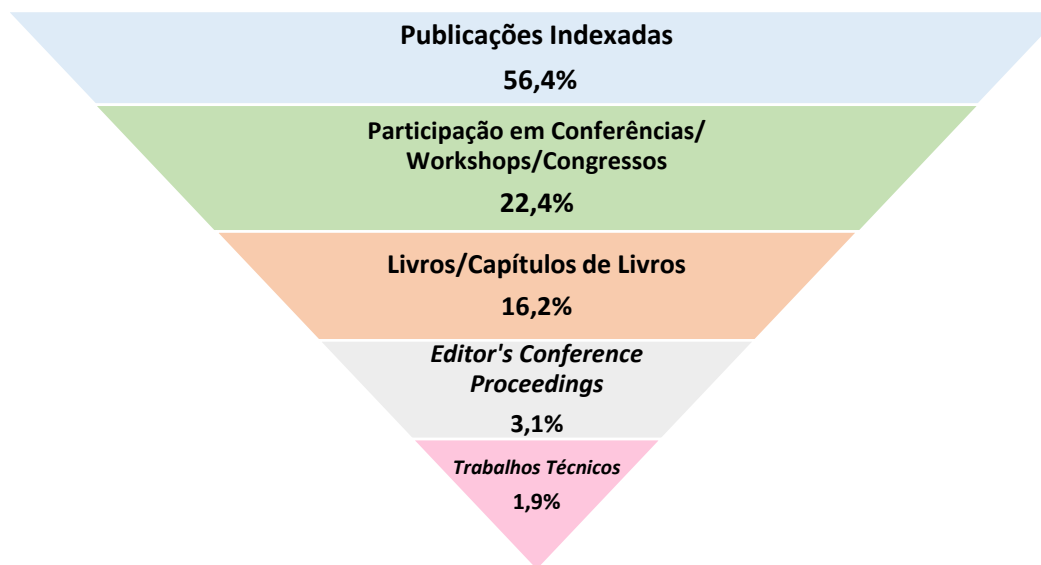 Publicações Indexadas
56,4%
Participação em Conferências/
Workshops/Congressos
22,4%
Livros/Capítulos de Livros
16,2%
Editor's Conference
Proceedings
3,1%
Trabalhos Técnicos
1,9%